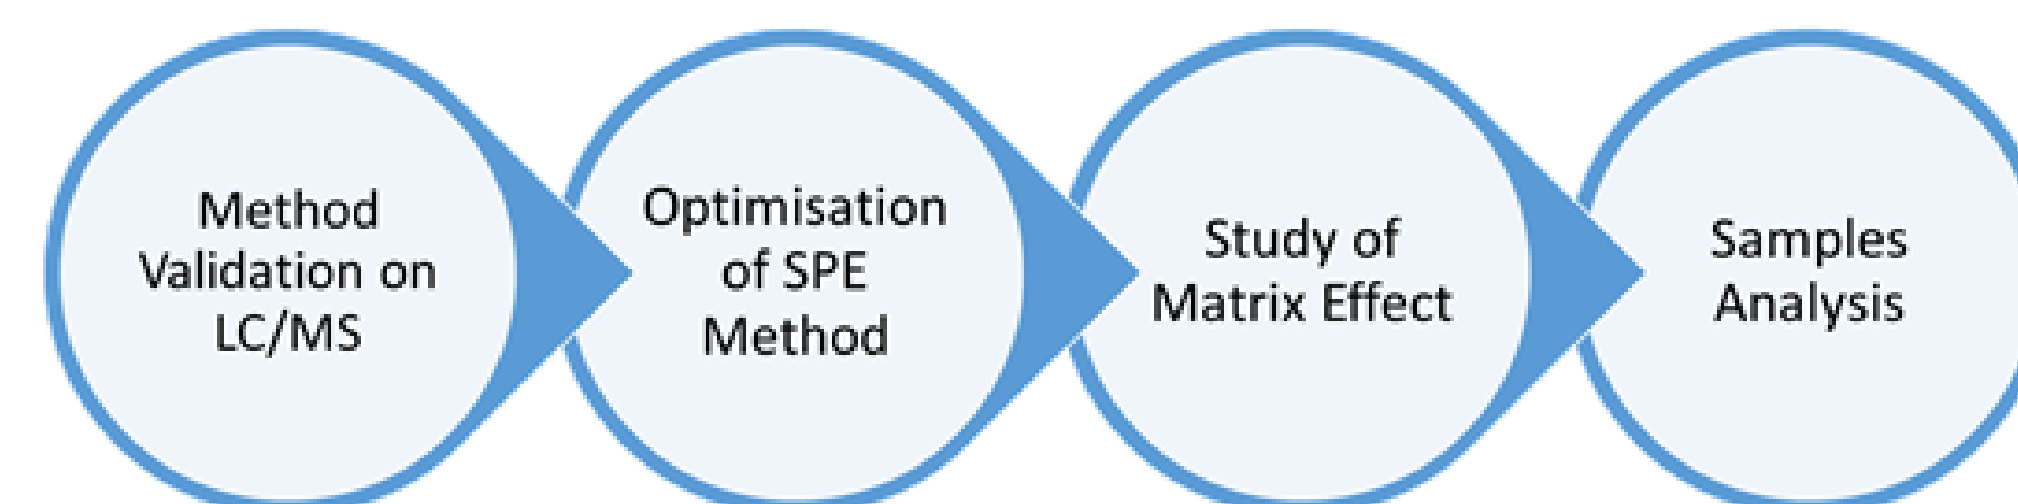 Method
Validation on
LC/MS
Optimisation
of SPE
Method
Study of
Matrix Effect
Samples
Analysis